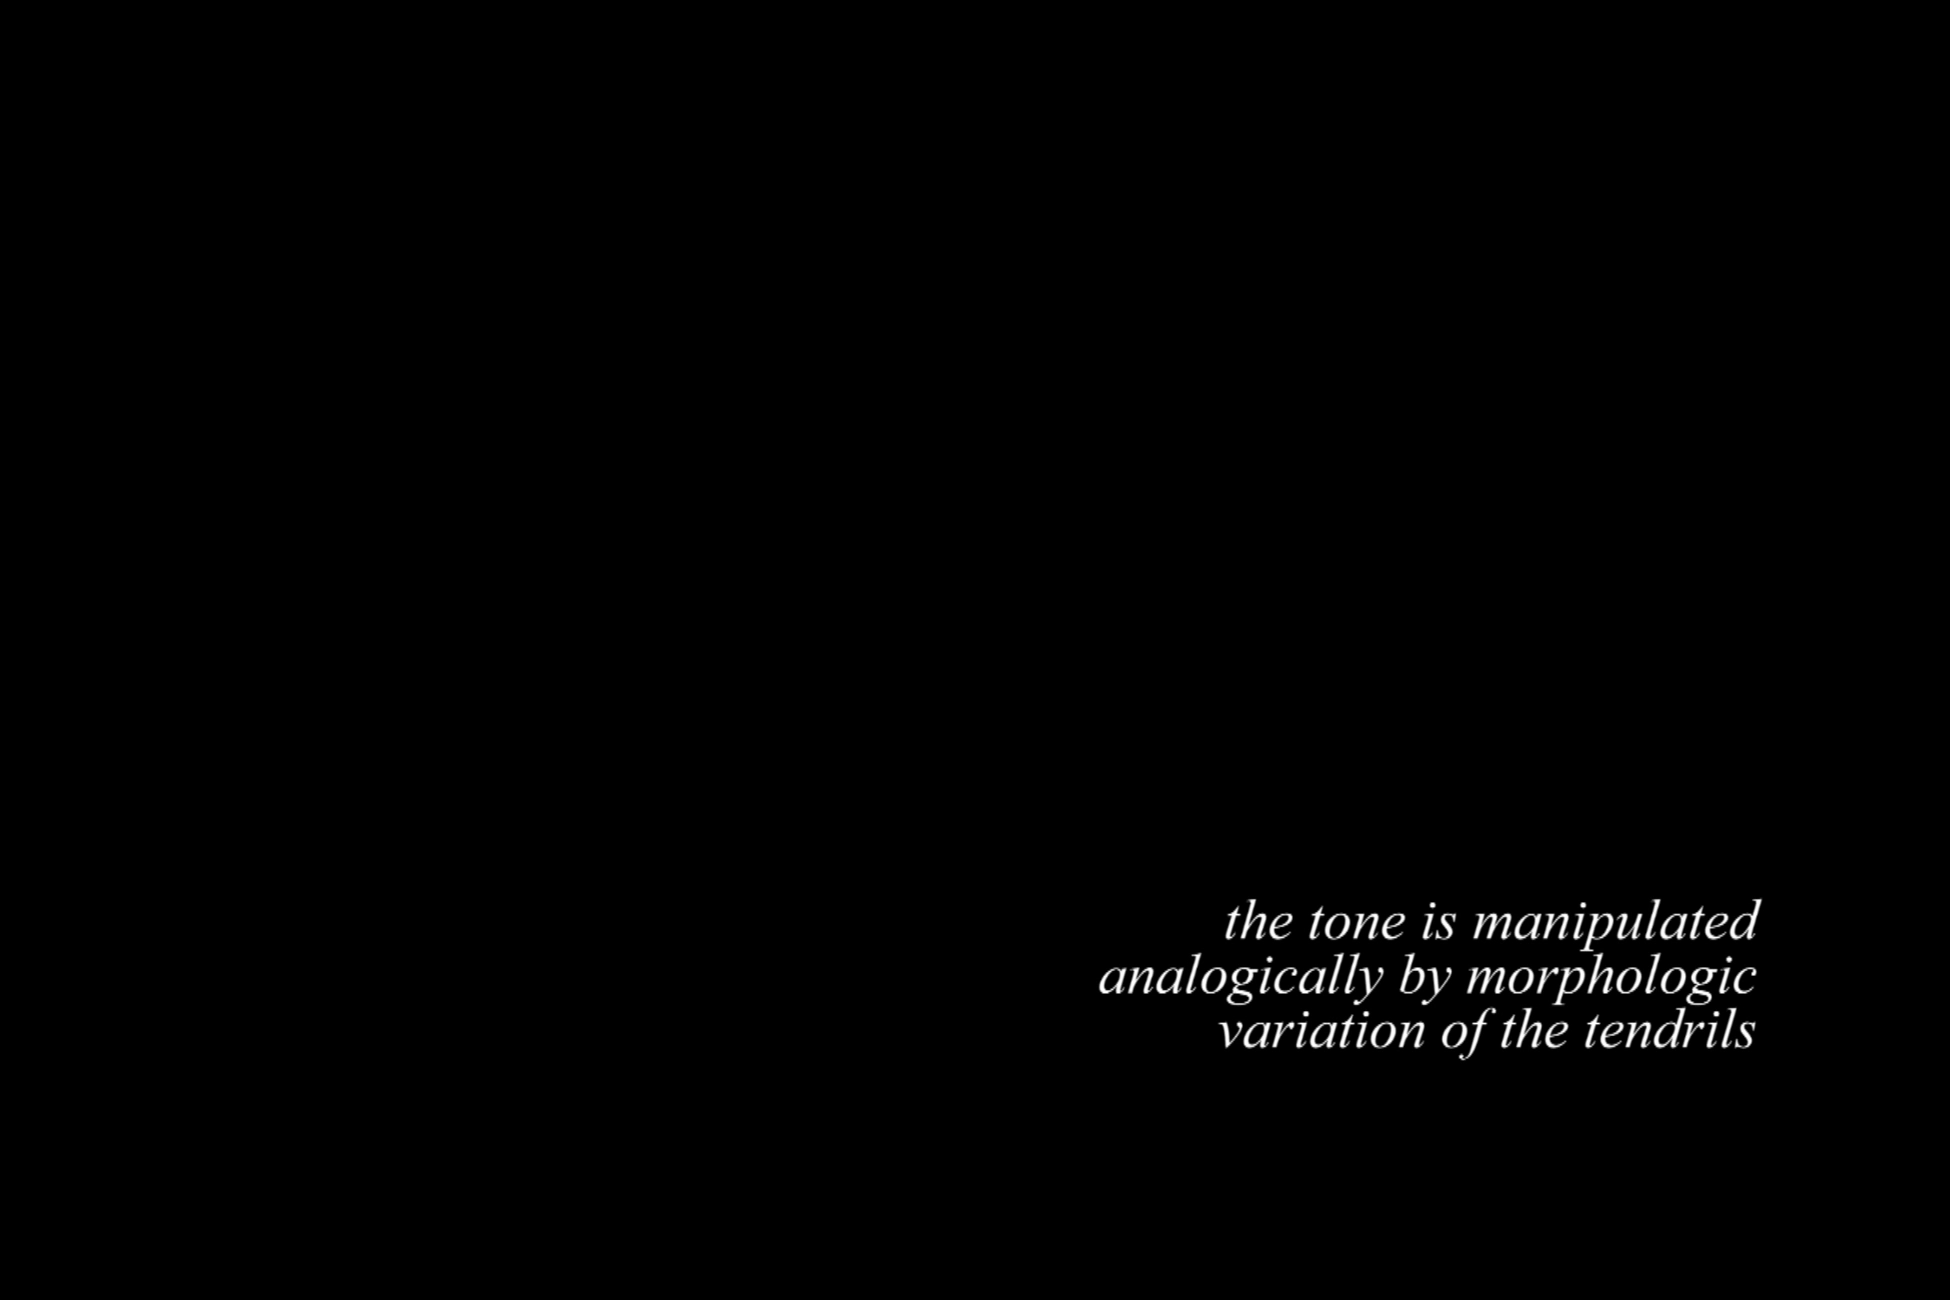 the tone is manipulated
analogically by morphologic
variation of the tendrils